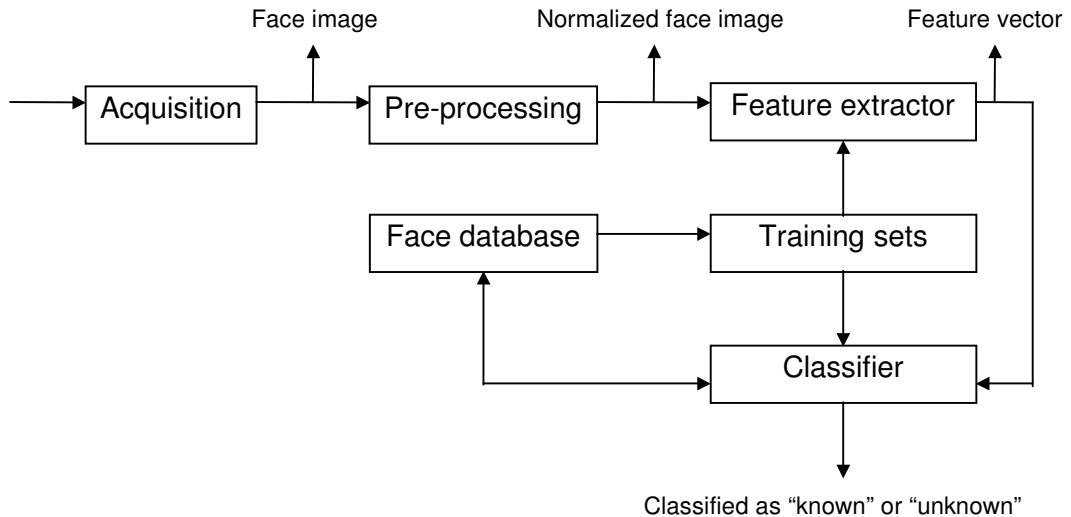 Face image
Normalized face image
Feature vector
Acquisition
Pre-processing
Feature extractor
Face database
Training sets
Classifier
Classified as “known” or “unknown”